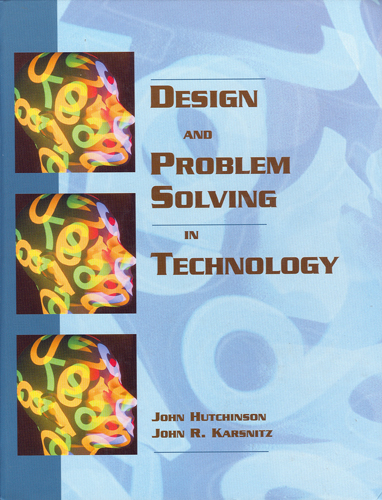 DESIGN
AND
PROBLEM
SOLVING
IN
TECHNOLOGY
JOHN HUTCHINSON
JOHN R. KARSNITZ